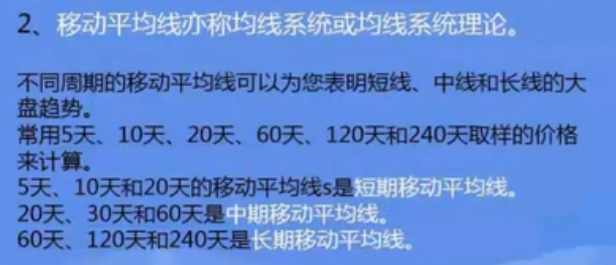 2、移动平均线亦称均线系统或均线系统理论。
不同周期的移动平均线可以为您表明短线、中线和长线的大
盘趋势。
常用5天、10天、20天、60天、120天和240天取样的价格
来计算。
5天、10天和20天的移动平均线s是短期移动平均线。
20天、30天和60天是中期移动平均线。
60天、120天和240天是长期移动平均线。